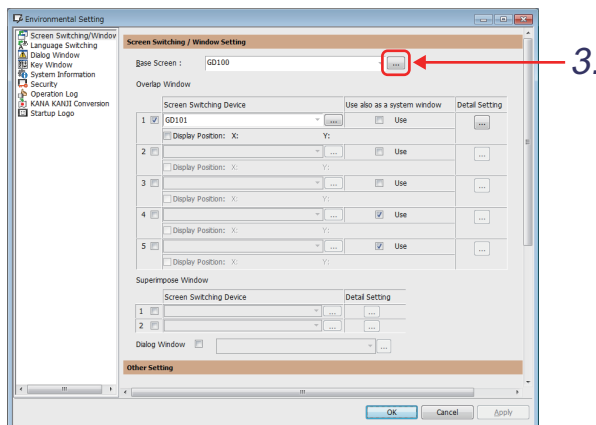 Environmental Setting
Screen Switching/Window
Language Switching
Dialog Window
Key Window
System Information
Security
Operation Log
KANA KANJI Conversion
Startup Logo
Screen Switching / Window Setting
Base Screen : GD100 ...
3.
Overlap Window
Screen Switching Device Use also as a system window Detail Setting
1 GD101 ... Use ...
Display Position: X: Y:
2 ... Use ...
Display Position: X: Y:
3 ... Use ...
Display Position: X: Y:
4 ... Use ...
Display Position: X: Y:
5 ... Use ...
Display Position: X: Y:
Superimpose Window
Screen Switching Device Detail Setting
1 ... ...
2 ... ...
Dialog Window ...
Other Setting
OK Cancel Apply